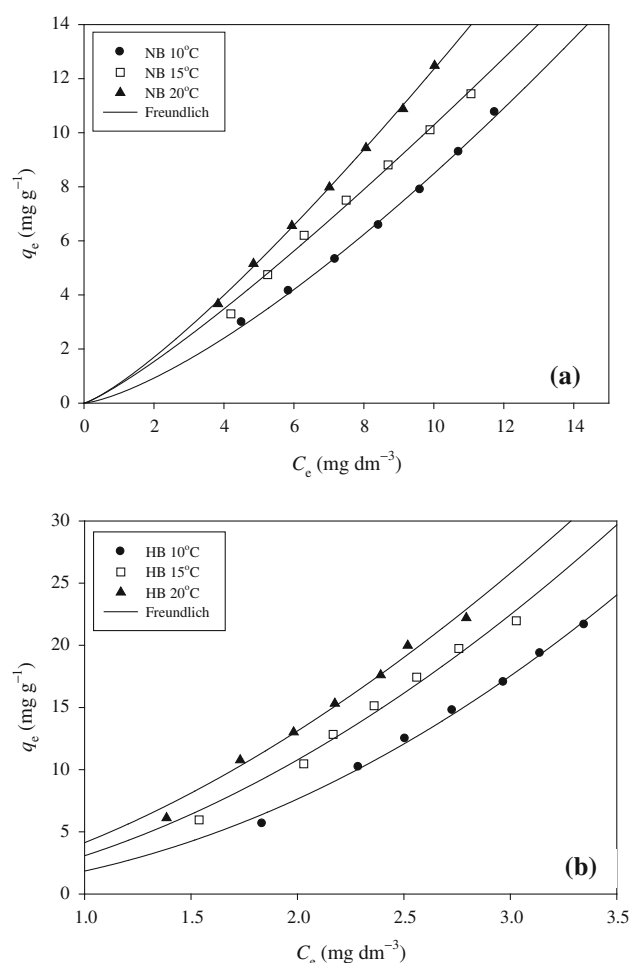 14
12
10
8
6
4
2
0
qe (mg g−1)
NB 10°C
NB 15°C
NB 20°C
Freundlich
(a)
0 2 4 6 8 10 12 14
Ce (mg dm−3)
30
25
20
15
10
5
0
qe (mg g−1)
HB 10°C
HB 15°C
HB 20°C
Freundlich
(b)
1.0 1.5 2.0 2.5 3.0 3.5
Ce (mg dm−3)